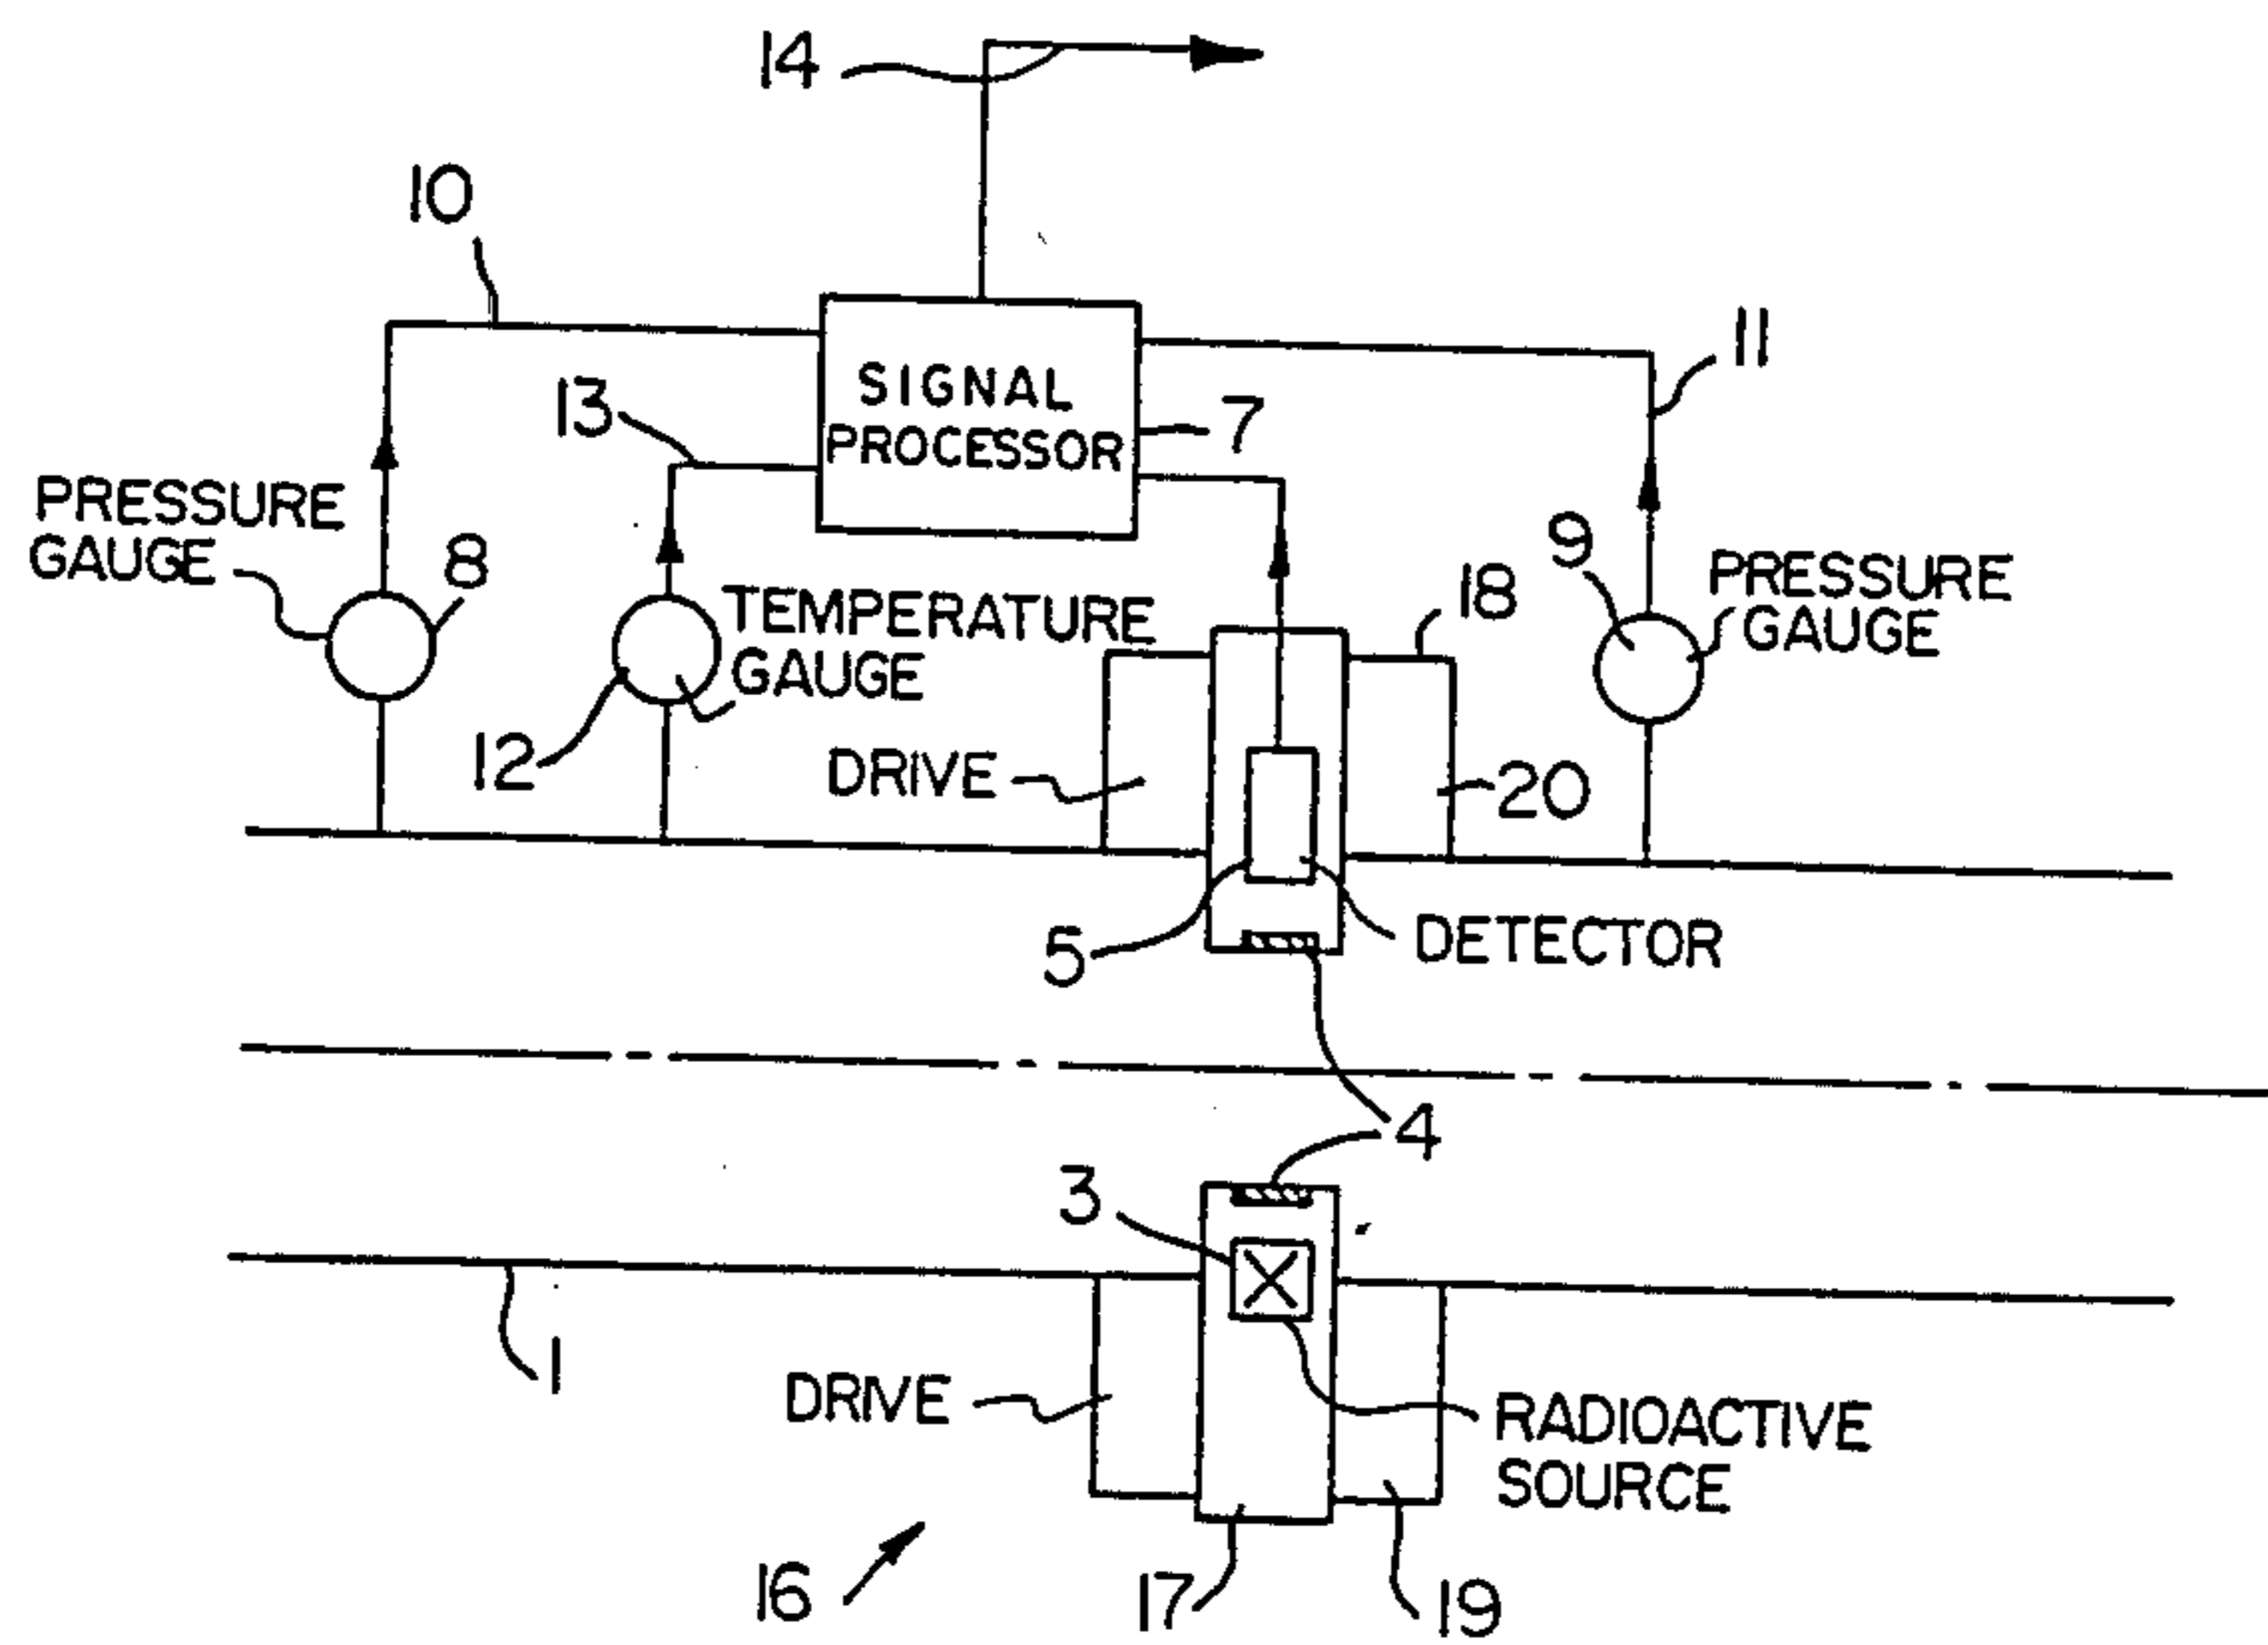 14
10
11
SIGNAL
PROCESSOR
13
7
PRESSURE
GAUGE
8
9
PRESSURE
GAUGE
TEMPERATURE
GAUGE
18
12
DRIVE
20
5
DETECTOR
4
3
1
DRIVE
RADIOACTIVE
SOURCE
16
17
19